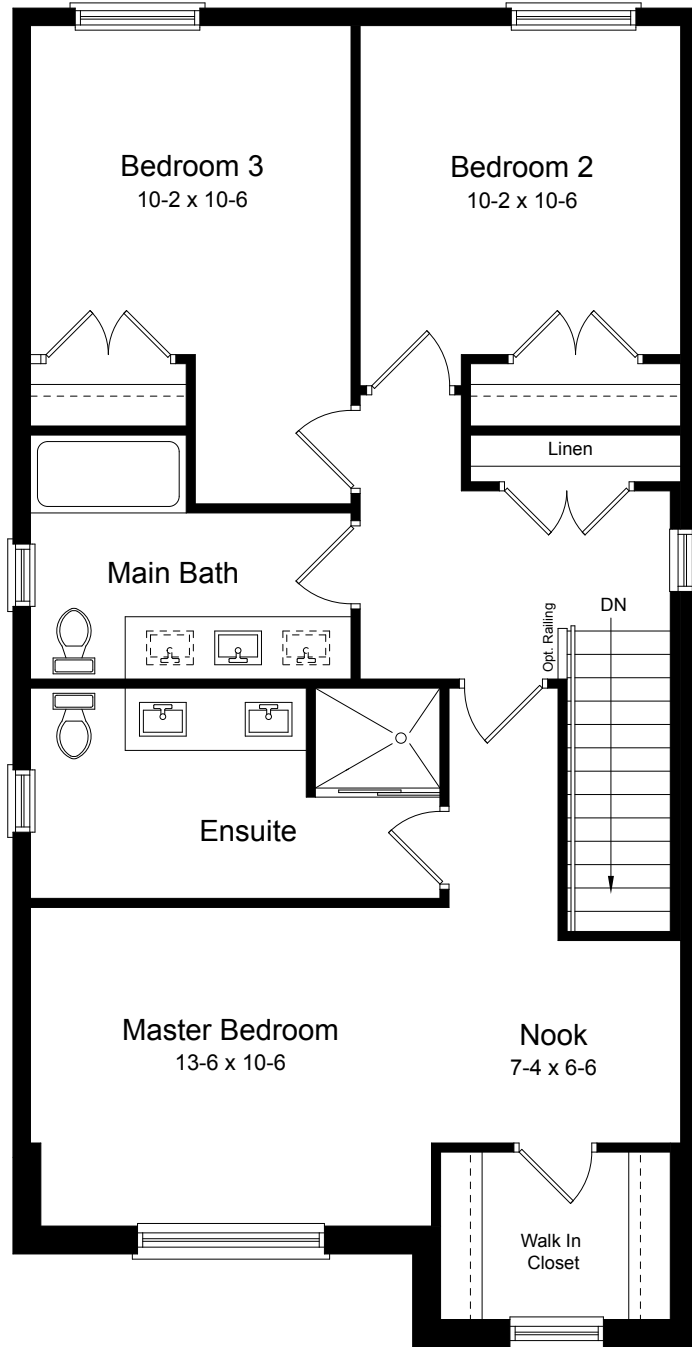 Bedroom 3
10-2 x 10-6
Bedroom 2
10-2 x 10-6
Linen
Main Bath
Opt. Railing
DN
Ensuite
Master Bedroom
13-6 x 10-6
Nook
7-4 x 6-6
Walk In
Closet